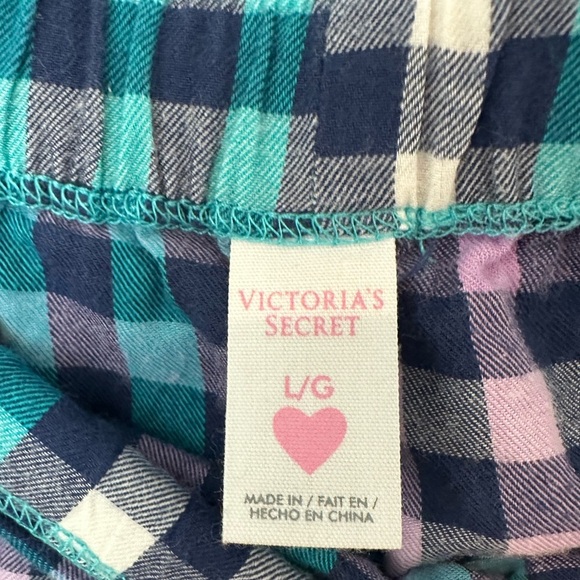 VICTORIA'S
SECRET
L/G
MADE IN / FAIT EN /
HECHO EN CHINA